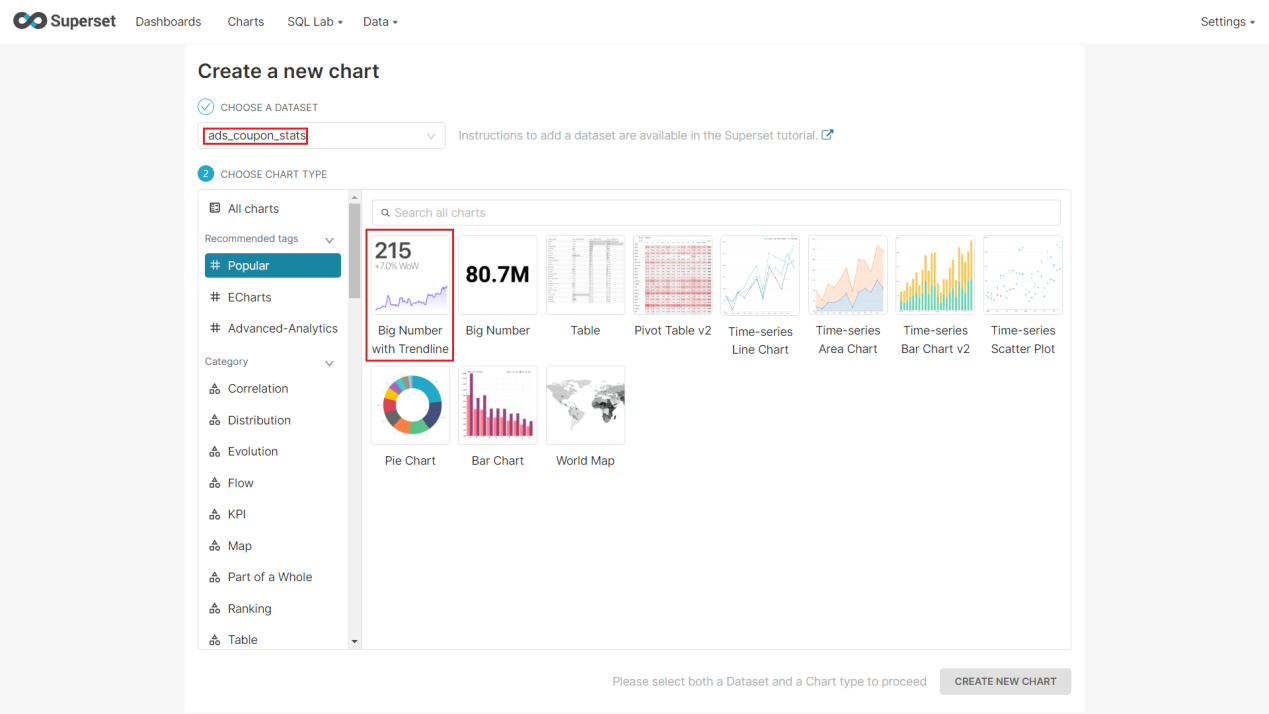 Superset Dashboards Charts SQL Lab Data Settings
Create a new chart
CHOOSE A DATASET
ads_coupon_stats
Instructions to add a dataset are available in the Superset tutorial.
2 CHOOSE CHART TYPE
All charts
Recommended tags
# Popular
# ECharts
# Advanced-Analytics
Category
Correlation
Distribution
Evolution
Flow
KPI
Map
Part of a Whole
Ranking
Table
Search all charts
215
+7.0% WoW
Big Number
with Trendline
80.7M
Big Number
Table
Pivot Table v2
Time-series
Line Chart
Time-series
Area Chart
Time-series
Bar Chart v2
Time-series
Scatter Plot
Pie Chart
Bar Chart
World Map
Please select both a Dataset and a Chart type to proceed
CREATE NEW CHART